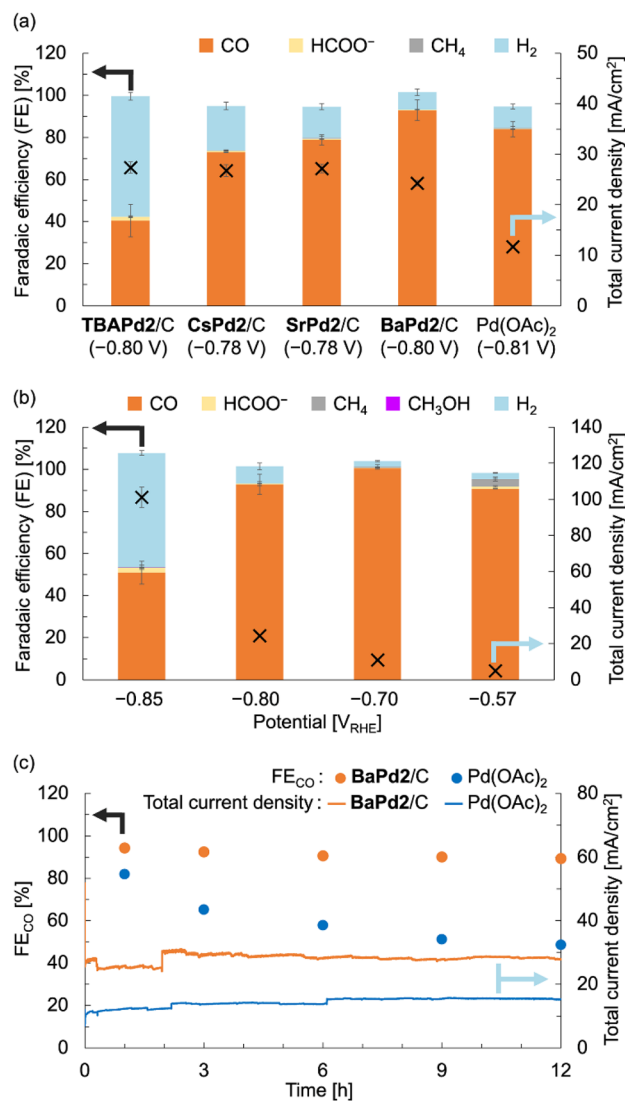 (a)
CO HCOO⁻ CH₄ H₂
Faradaic efficiency (FE) [%]
120
100
80
60
40
20
0
50
40
30
20
10
0
Total current density [mA/cm²]
TBAPd2/C CsPd2/C SrPd2/C BaPd2/C Pd(OAc)₂
(−0.80 V) (−0.78 V) (−0.78 V) (−0.80 V) (−0.81 V)
(b)
CO HCOO⁻ CH₄ CH₃OH H₂
Faradaic efficiency (FE) [%]
120
100
80
60
40
20
0
140
120
100
80
60
40
20
0
Total current density [mA/cm²]
−0.85 −0.80 −0.70 −0.57
Potential [V_RHE]
(c)
FE_CO : BaPd2/C Pd(OAc)₂
Total current density : BaPd2/C Pd(OAc)₂
FE_CO [%]
120
100
80
60
40
20
0
80
60
40
20
0
Total current density [mA/cm²]
0 3 6 9 12
Time [h]